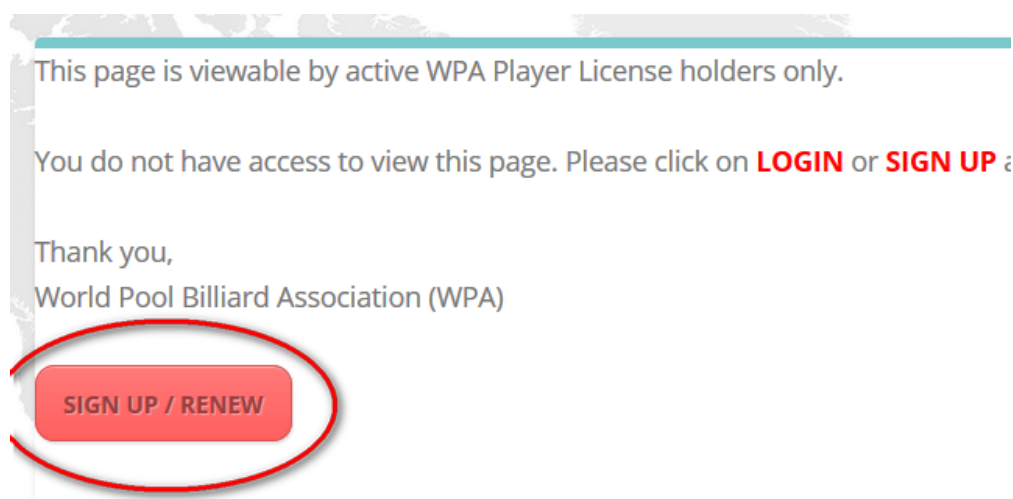 This page is viewable by active WPA Player License holders only.
You do not have access to view this page. Please click on LOGIN or SIGN UP
Thank you,
World Pool Billiard Association (WPA)
SIGN UP / RENEW